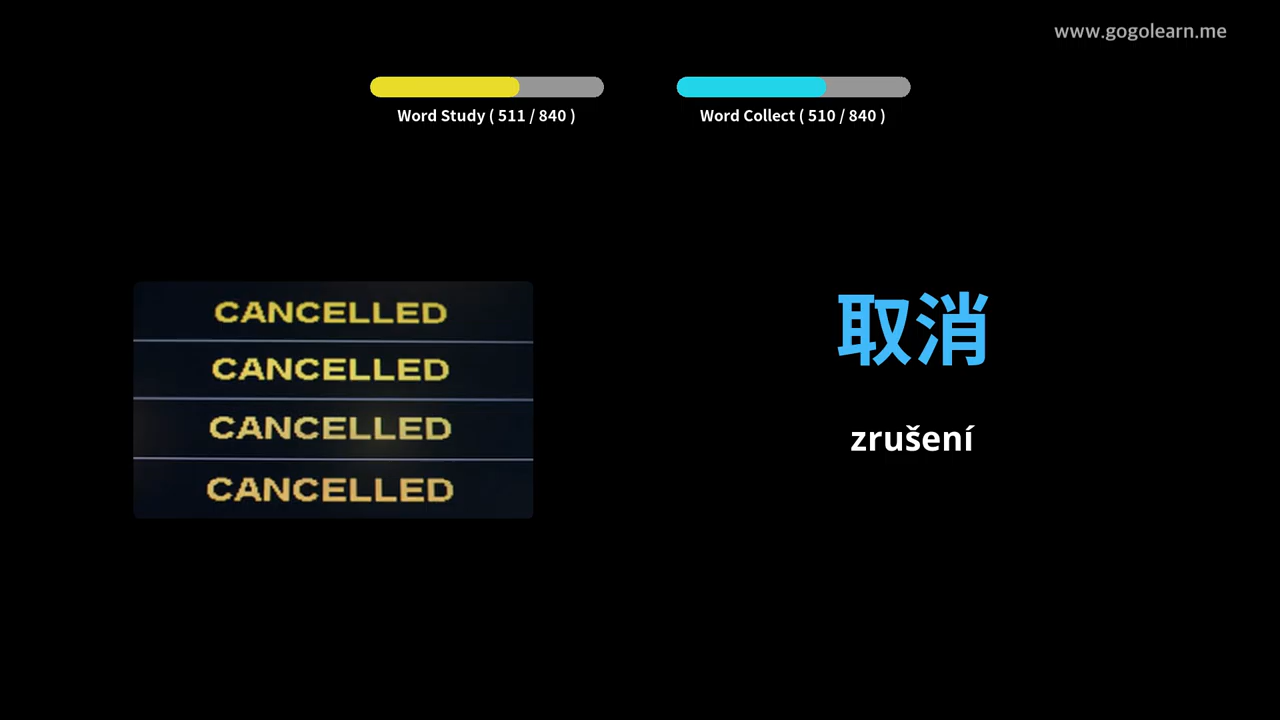 www.gogolearn.me
Word Study ( 511 / 840 )
Word Collect ( 510 / 840 )
CANCELLED
CANCELLED
CANCELLED
CANCELLED
取消
zrušení